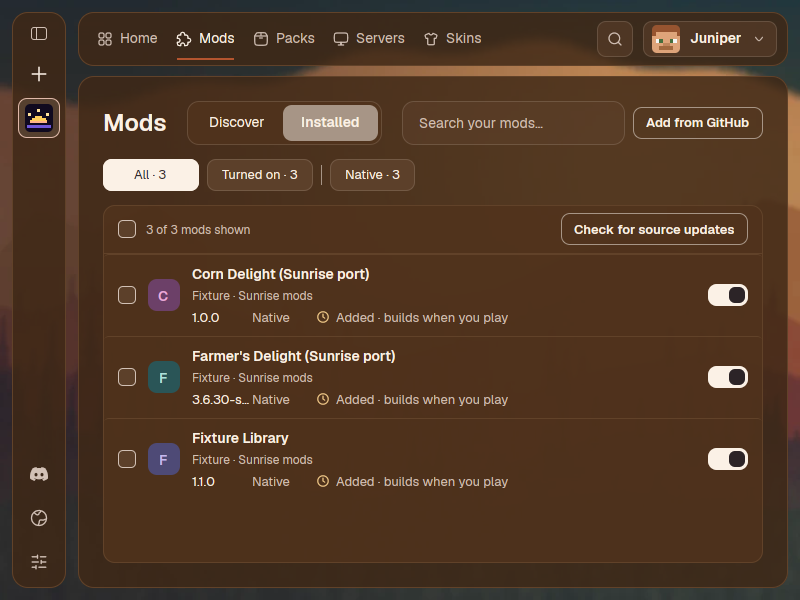 Home Mods Packs Servers Skins Juniper
Mods Discover Installed Search your mods... Add from GitHub
All · 3 Turned on · 3 Native · 3
3 of 3 mods shown Check for source updates
C Corn Delight (Sunrise port)
Fixture · Sunrise mods
1.0.0 Native Added · builds when you play
F Farmer's Delight (Sunrise port)
Fixture · Sunrise mods
3.6.30-s... Native Added · builds when you play
F Fixture Library
Fixture · Sunrise mods
1.1.0 Native Added · builds when you play